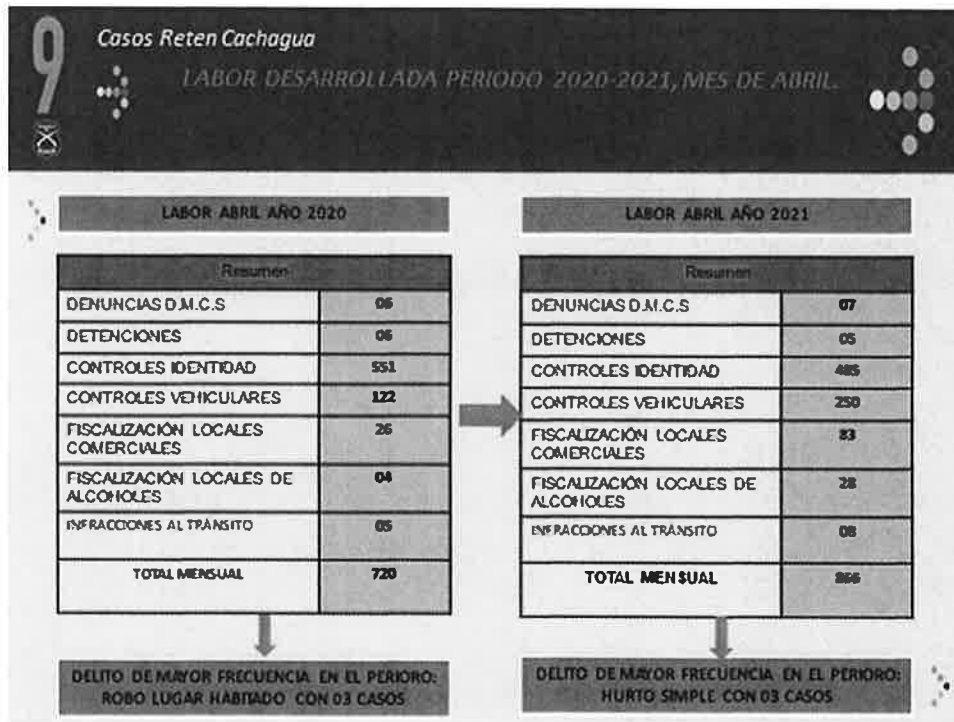 9
Casos Reten Cachagua
LABOR DESARROLLADA PERIODO 2020-2021, MES DE ABRIL.
LABOR ABRIL AÑO 2020
Resumen
DENUNCIAS D.M.C.S 06
DETENCIONES 06
CONTROLES IDENTIDAD 551
CONTROLES VEHICULARES 122
FISCALIZACIÓN LOCALES 26
COMERCIALES
FISCALIZACIÓN LOCALES DE 04
ALCOHOLES
INFRACCIONES AL TRÁNSITO 05
TOTAL MENSUAL 720
DELITO DE MAYOR FRECUENCIA EN EL PERIORO:
ROBO LUGAR HABITADO CON 03 CASOS
LABOR ABRIL AÑO 2021
Resumen
DENUNCIAS D.M.C.S 07
DETENCIONES 05
CONTROLES IDENTIDAD 485
CONTROLES VEHICULARES 250
FISCALIZACIÓN LOCALES 83
COMERCIALES
FISCALIZACIÓN LOCALES DE 28
ALCOHOLES
INFRACCIONES AL TRÁNSITO 08
TOTAL MENSUAL 866
DELITO DE MAYOR FRECUENCIA EN EL PERIORO:
HURTO SIMPLE CON 03 CASOS